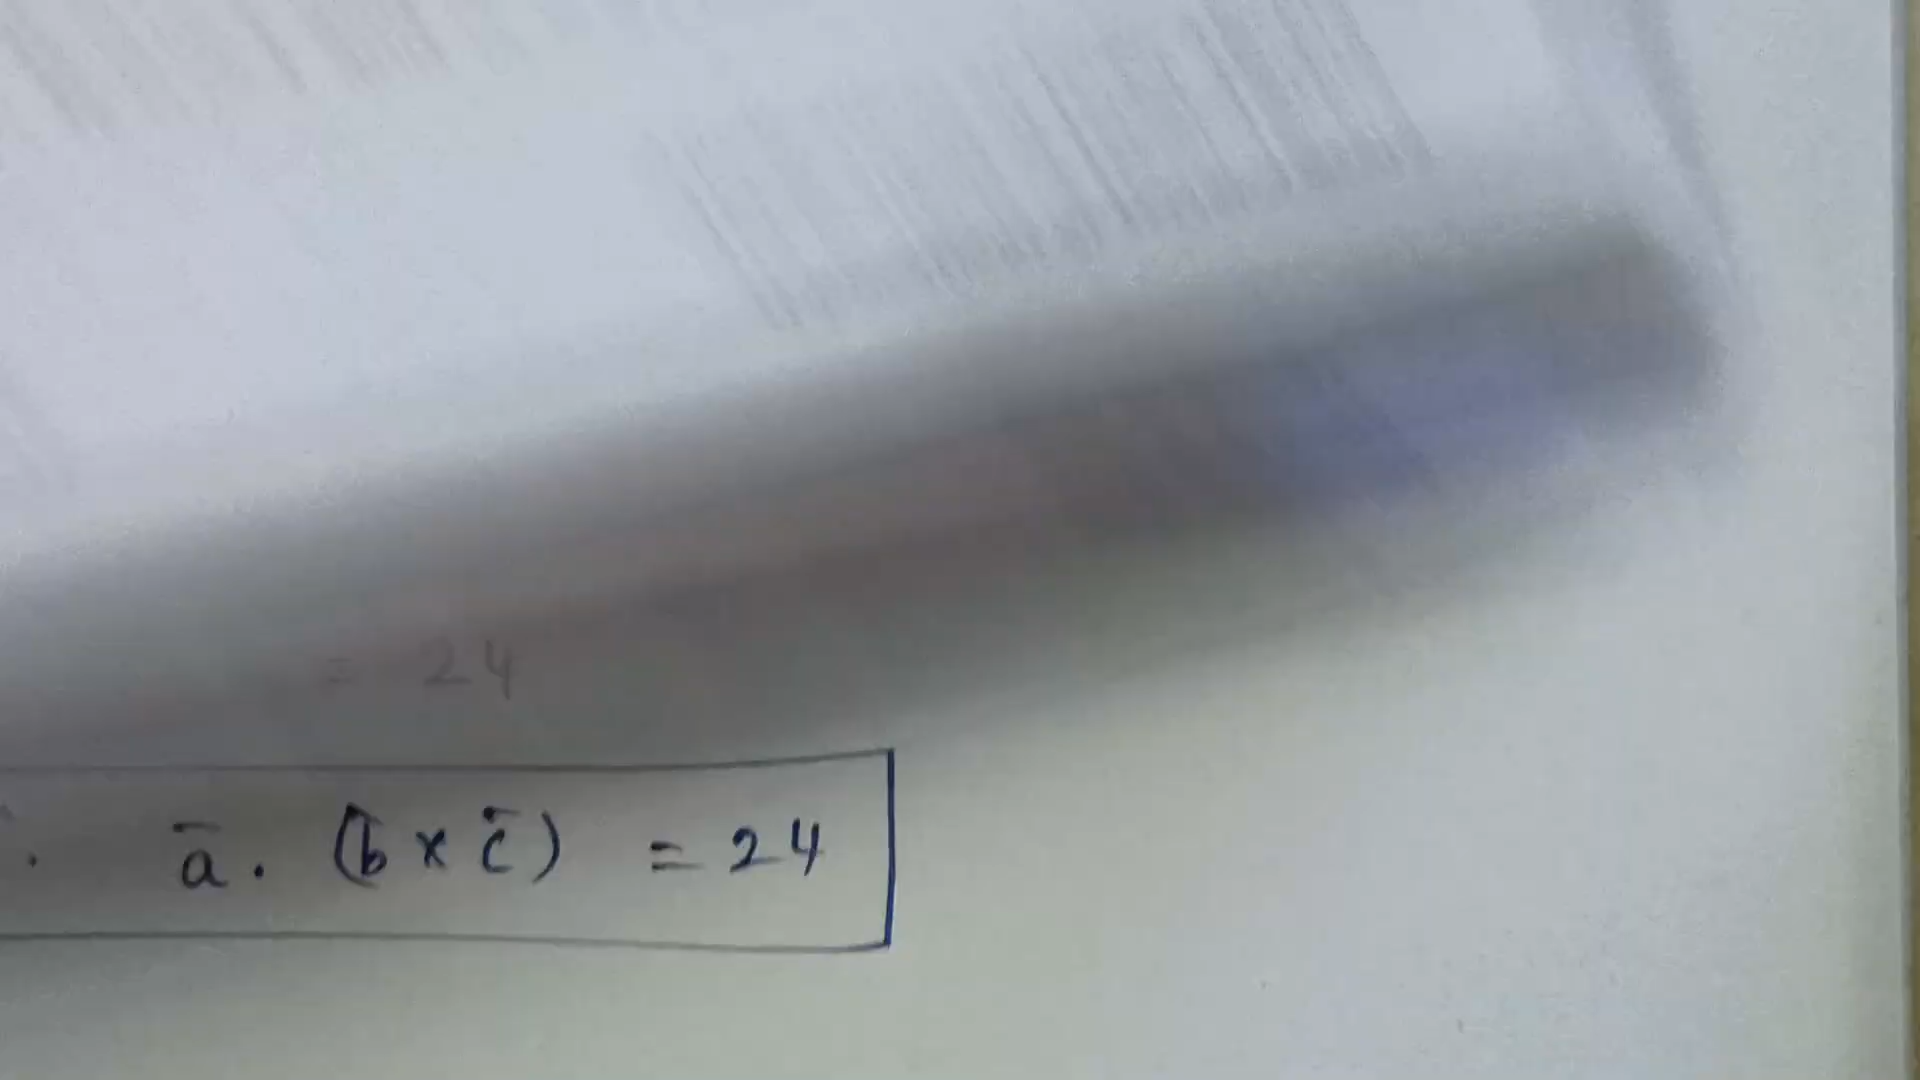 = 24
. a̅ . (b̅ × c̅) = 24